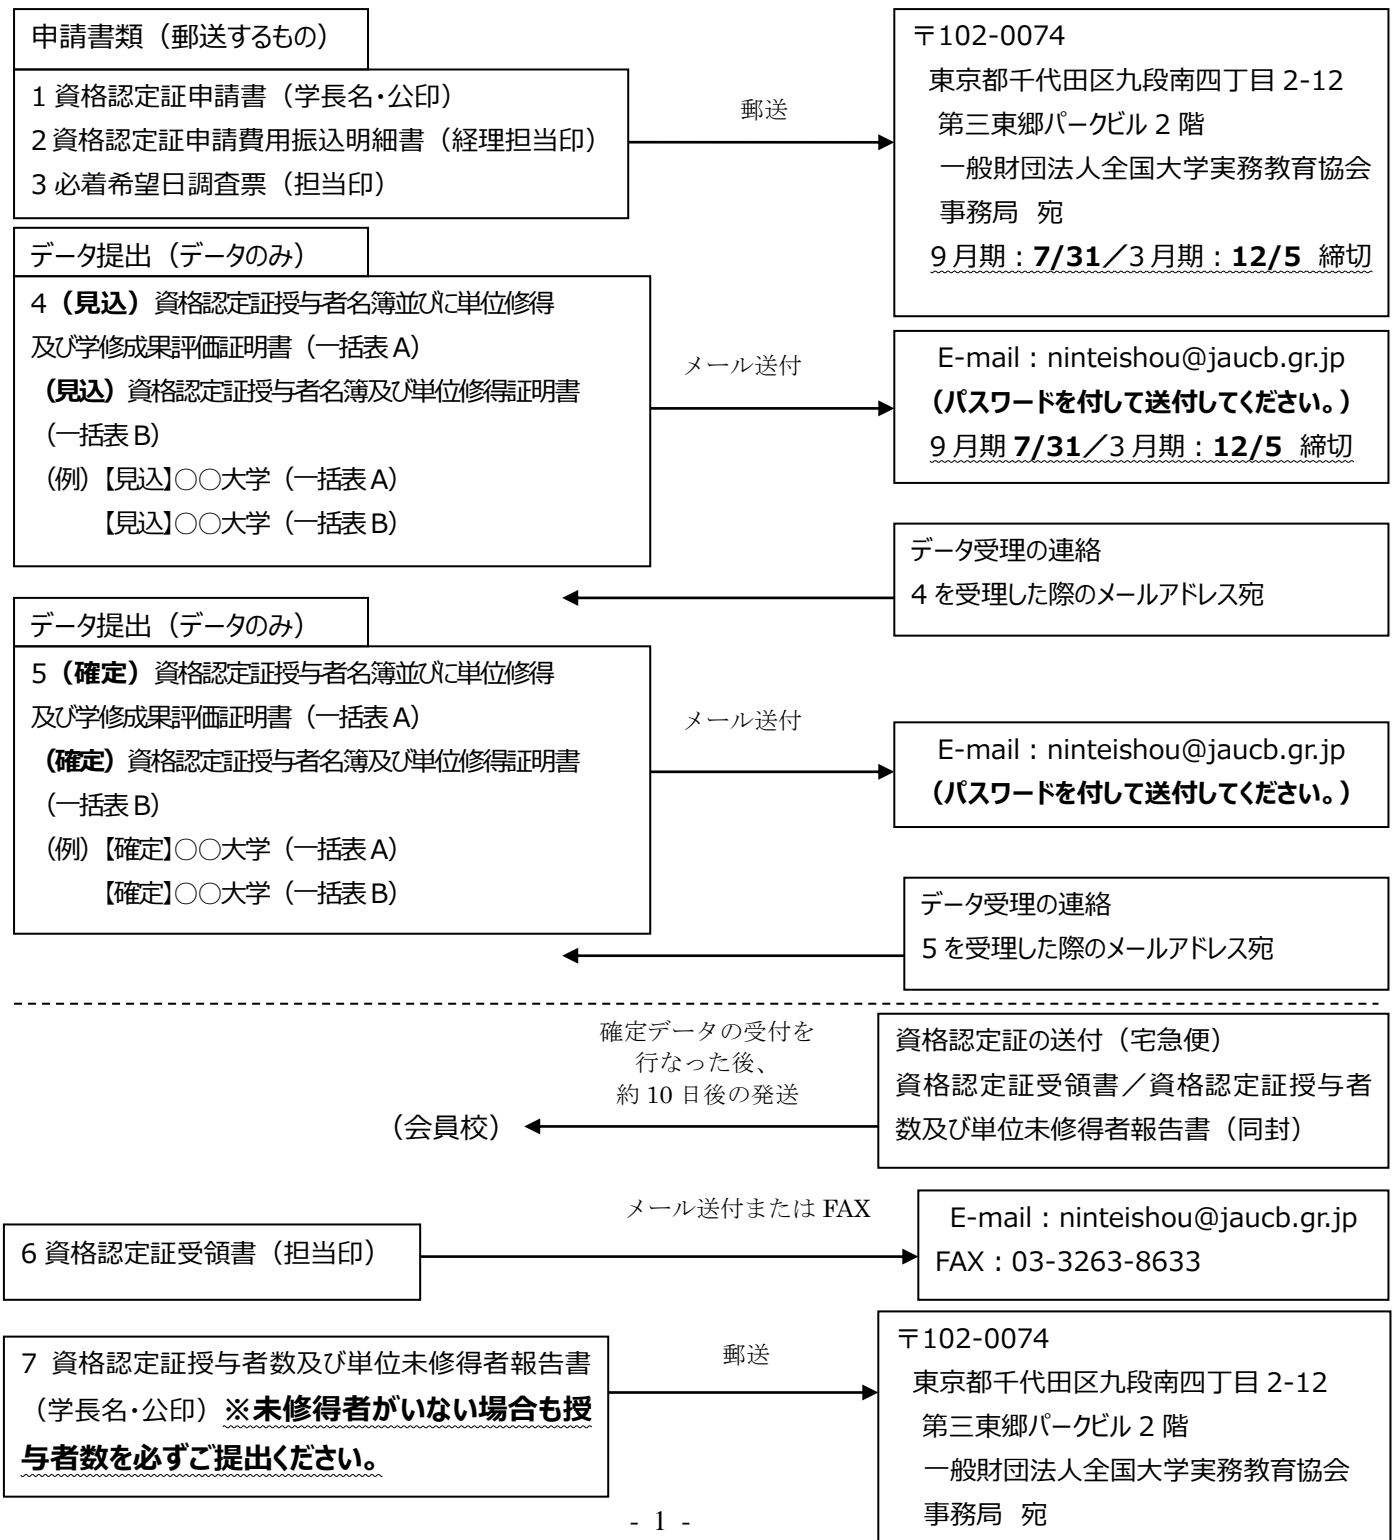 申請書類（郵送するもの）
1 資格認定証申請書（学長名・公印）
2 資格認定証申請費用振込明細書（経理担当印）
3 必着希望日調査票（担当印）
郵送
〒102-0074
東京都千代田区九段南四丁目 2-12
第三東郷パークビル 2 階
一般財団法人全国大学実務教育協会
事務局 宛
９月期：7/31／3 月期：12/5 締切
データ提出（データのみ）
4（見込）資格認定証授与者名簿並びに単位修得
及び学修成果評価証明書（一括表 A）
（見込）資格認定証授与者名簿及び単位修得証明書
（一括表 B）
（例）【見込】○○大学（一括表 A）
【見込】○○大学（一括表 B）
メール送付
E-mail：ninteishou@jaucb.gr.jp
（パスワードを付して送付してください。）
９月期 7/31／3 月期：12/5 締切
データ受理の連絡
4 を受理した際のメールアドレス宛
データ提出（データのみ）
5（確定）資格認定証授与者名簿並びに単位修得
及び学修成果評価証明書（一括表 A）
（確定）資格認定証授与者名簿及び単位修得証明書
（一括表 B）
（例）【確定】○○大学（一括表 A）
【確定】○○大学（一括表 B）
メール送付
E-mail：ninteishou@jaucb.gr.jp
（パスワードを付して送付してください。）
データ受理の連絡
5 を受理した際のメールアドレス宛
確定データの受付を
行なった後、
約 10 日後の発送
（会員校）
資格認定証の送付（宅急便）
資格認定証受領書／資格認定証授与者
数及び単位未修得者報告書（同封）
6 資格認定証受領書（担当印）
メール送付または FAX
E-mail：ninteishou@jaucb.gr.jp
FAX：03-3263-8633
7 資格認定証授与者数及び単位未修得者報告書
（学長名・公印）※未修得者がいない場合も授
与者数を必ずご提出ください。
郵送
〒102-0074
東京都千代田区九段南四丁目 2-12
第三東郷パークビル 2 階
一般財団法人全国大学実務教育協会
事務局 宛
- 1 -